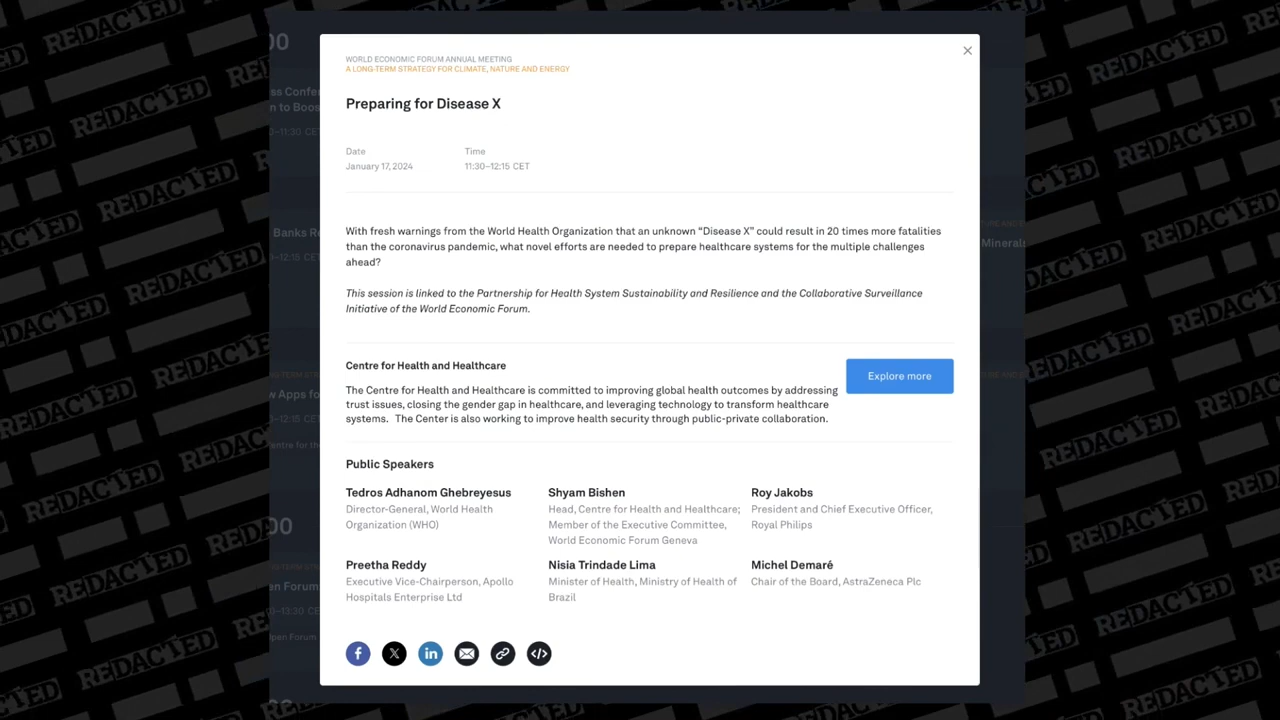 WORLD ECONOMIC FORUM ANNUAL MEETING
A LONG-TERM STRATEGY FOR CLIMATE, NATURE AND ENERGY
Preparing for Disease X
Date
Time
January 17, 2024
11:30–12:15 CET
With fresh warnings from the World Health Organization that an unknown “Disease X” could result in 20 times more fatalities
than the coronavirus pandemic, what novel efforts are needed to prepare healthcare systems for the multiple challenges
ahead?
This session is linked to the Partnership for Health System Sustainability and Resilience and the Collaborative Surveillance
Initiative of the World Economic Forum.
Centre for Health and Healthcare
The Centre for Health and Healthcare is committed to improving global health outcomes by addressing
trust issues, closing the gender gap in healthcare, and leveraging technology to transform healthcare
systems. The Center is also working to improve health security through public-private collaboration.
Explore more
Public Speakers
Tedros Adhanom Ghebreyesus
Director-General, World Health
Organization (WHO)
Shyam Bishen
Head, Centre for Health and Healthcare;
Member of the Executive Committee,
World Economic Forum Geneva
Roy Jakobs
President and Chief Executive Officer,
Royal Philips
Preetha Reddy
Executive Vice-Chairperson, Apollo
Hospitals Enterprise Ltd
Nisia Trindade Lima
Minister of Health, Ministry of Health of
Brazil
Michel Demaré
Chair of the Board, AstraZeneca Plc
REDACTED